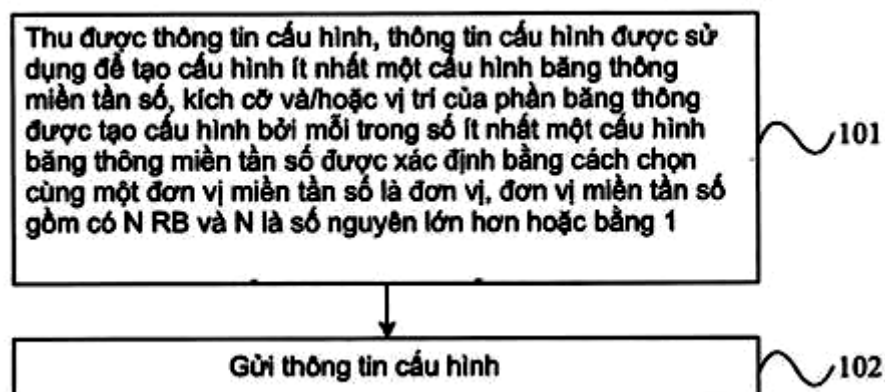 Thu được thông tin cấu hình, thông tin cấu hình được sử
dụng để tạo cấu hình ít nhất một cấu hình băng thông
miền tần số, kích cỡ và/hoặc vị trí của phần băng thông
được tạo cấu hình bởi mỗi trong số ít nhất một cấu hình
băng thông miền tần số được xác định bằng cách chọn
cùng một đơn vị miền tần số là đơn vị, đơn vị miền tần số
gồm có N RB và N là số nguyên lớn hơn hoặc bằng 1
101
Gửi thông tin cấu hình
102